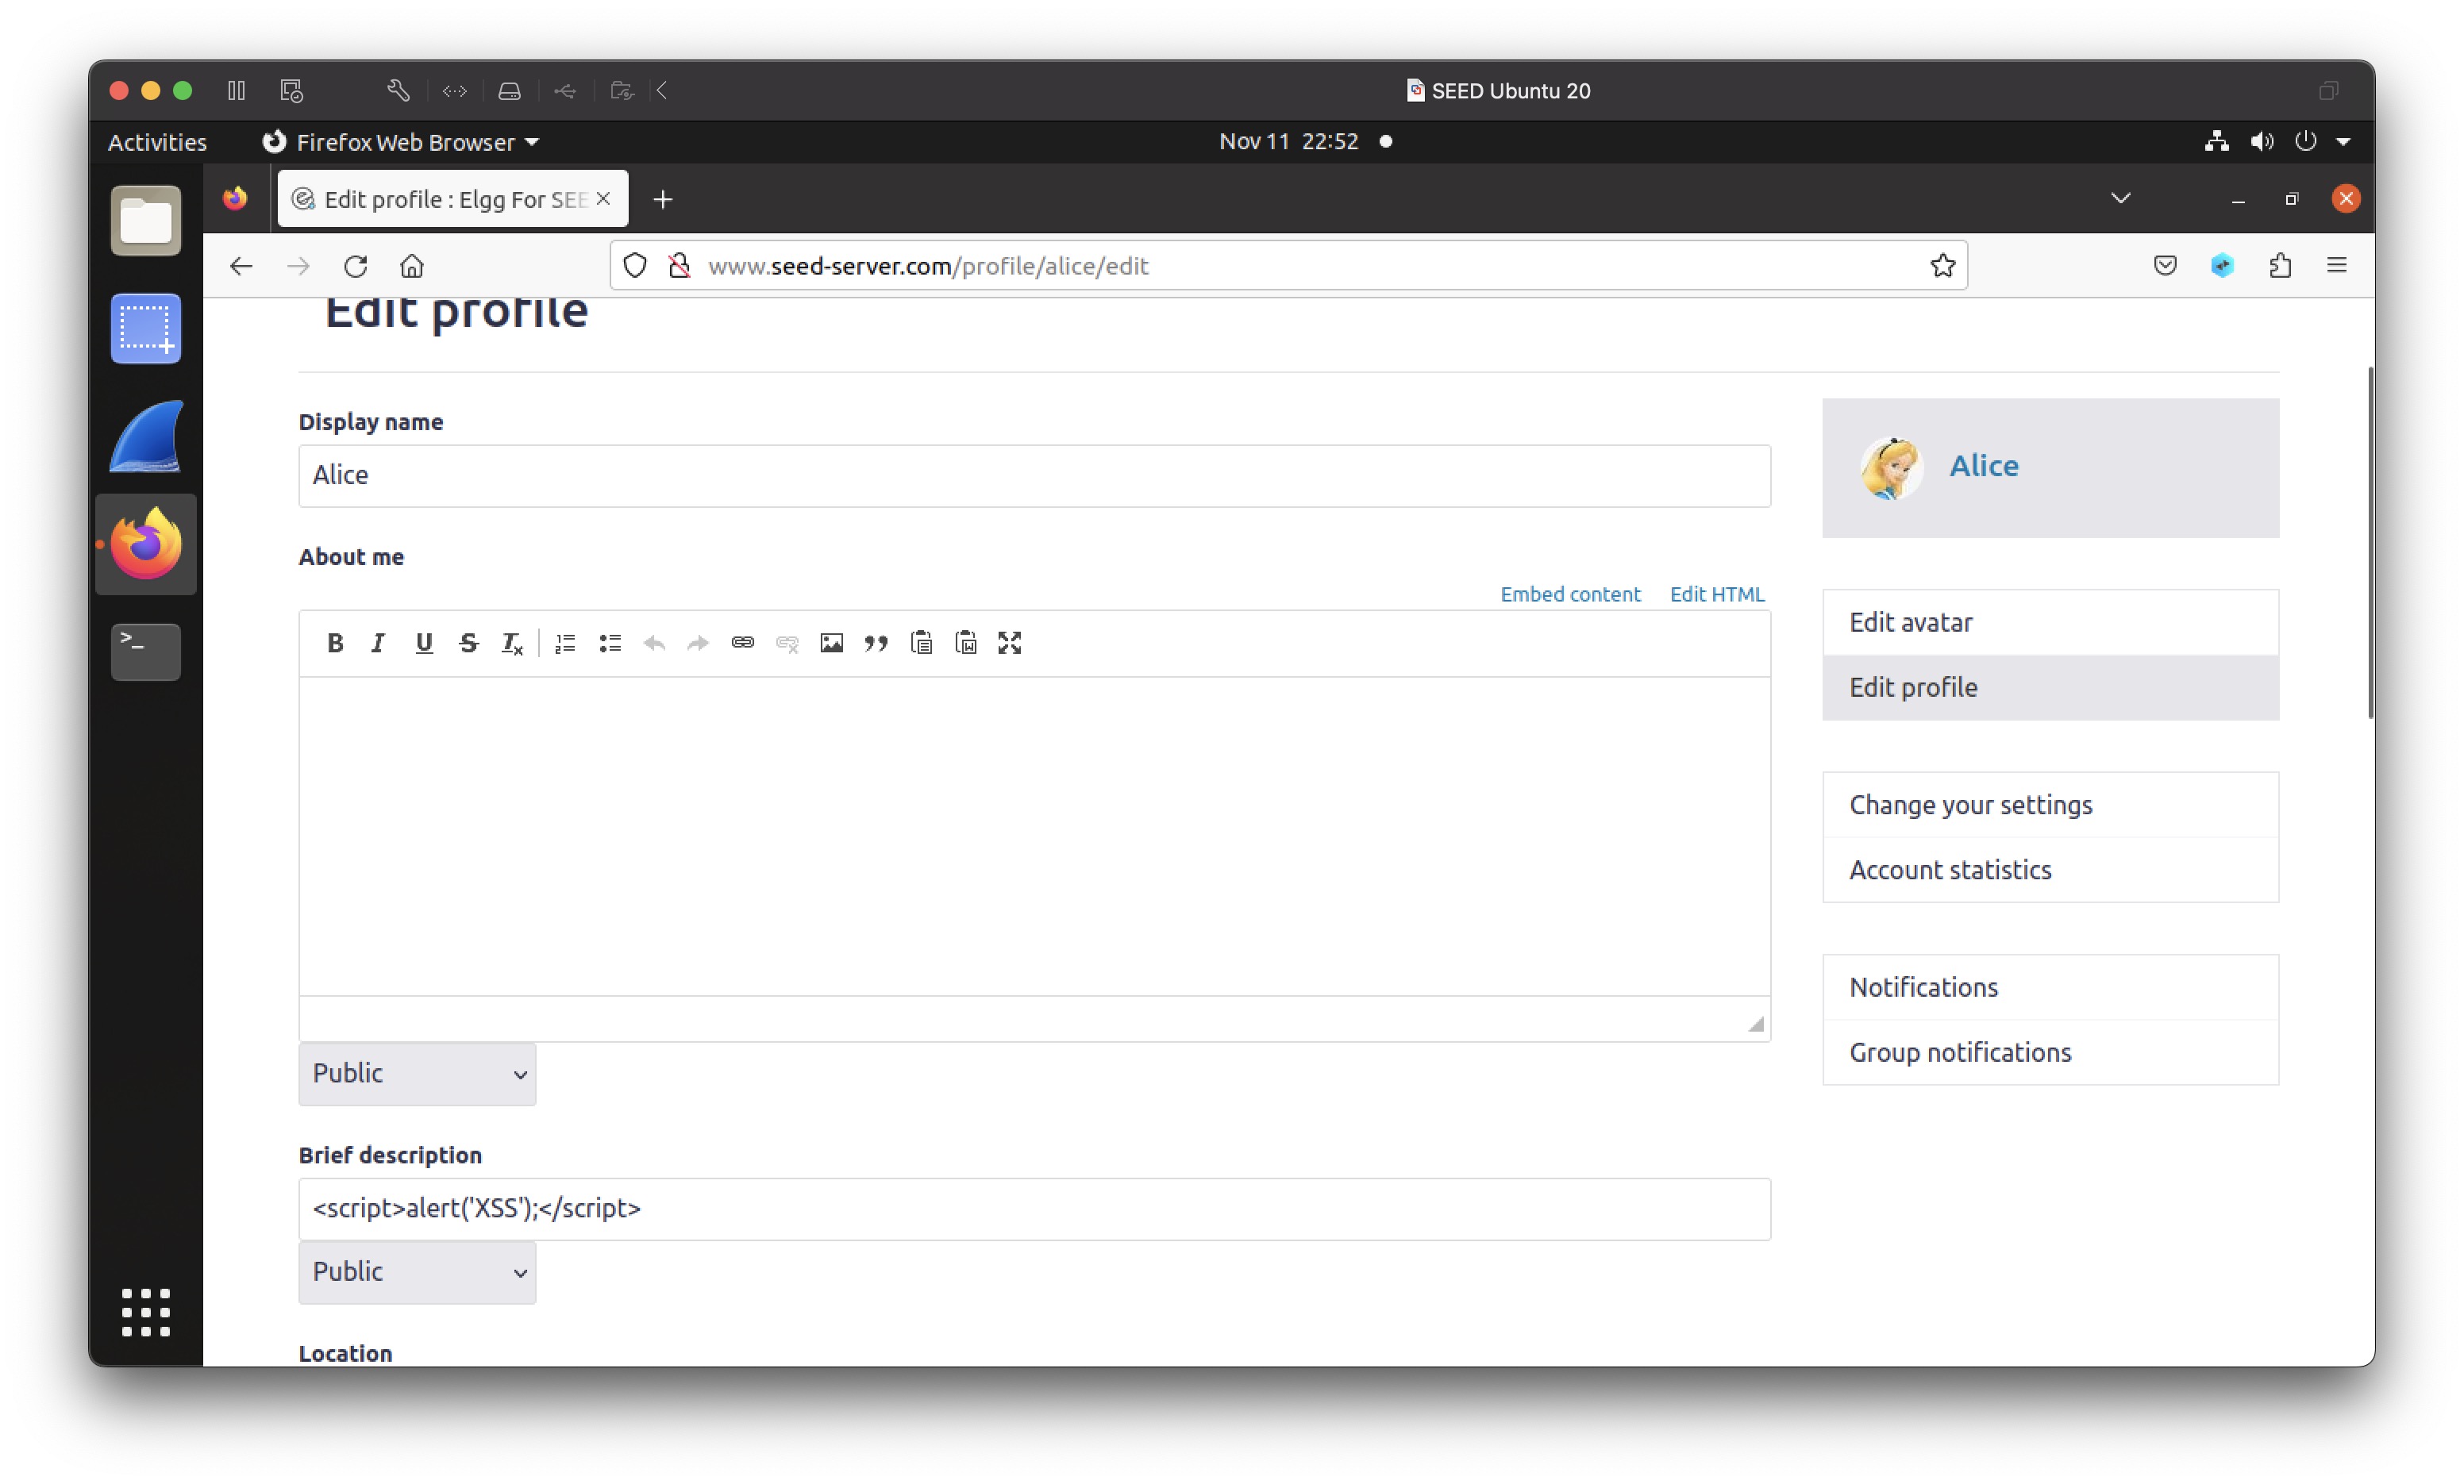 SEED Ubuntu 20
Activities Firefox Web Browser Nov 11 22:52
Edit profile : Elgg For SEE
www.seed-server.com/profile/alice/edit
Edit profile
Display name
Alice
Alice
About me
Embed content Edit HTML
Edit avatar
Edit profile
Change your settings
Account statistics
Notifications
Group notifications
Public
Brief description
<script>alert('XSS');</script>
Public
Location